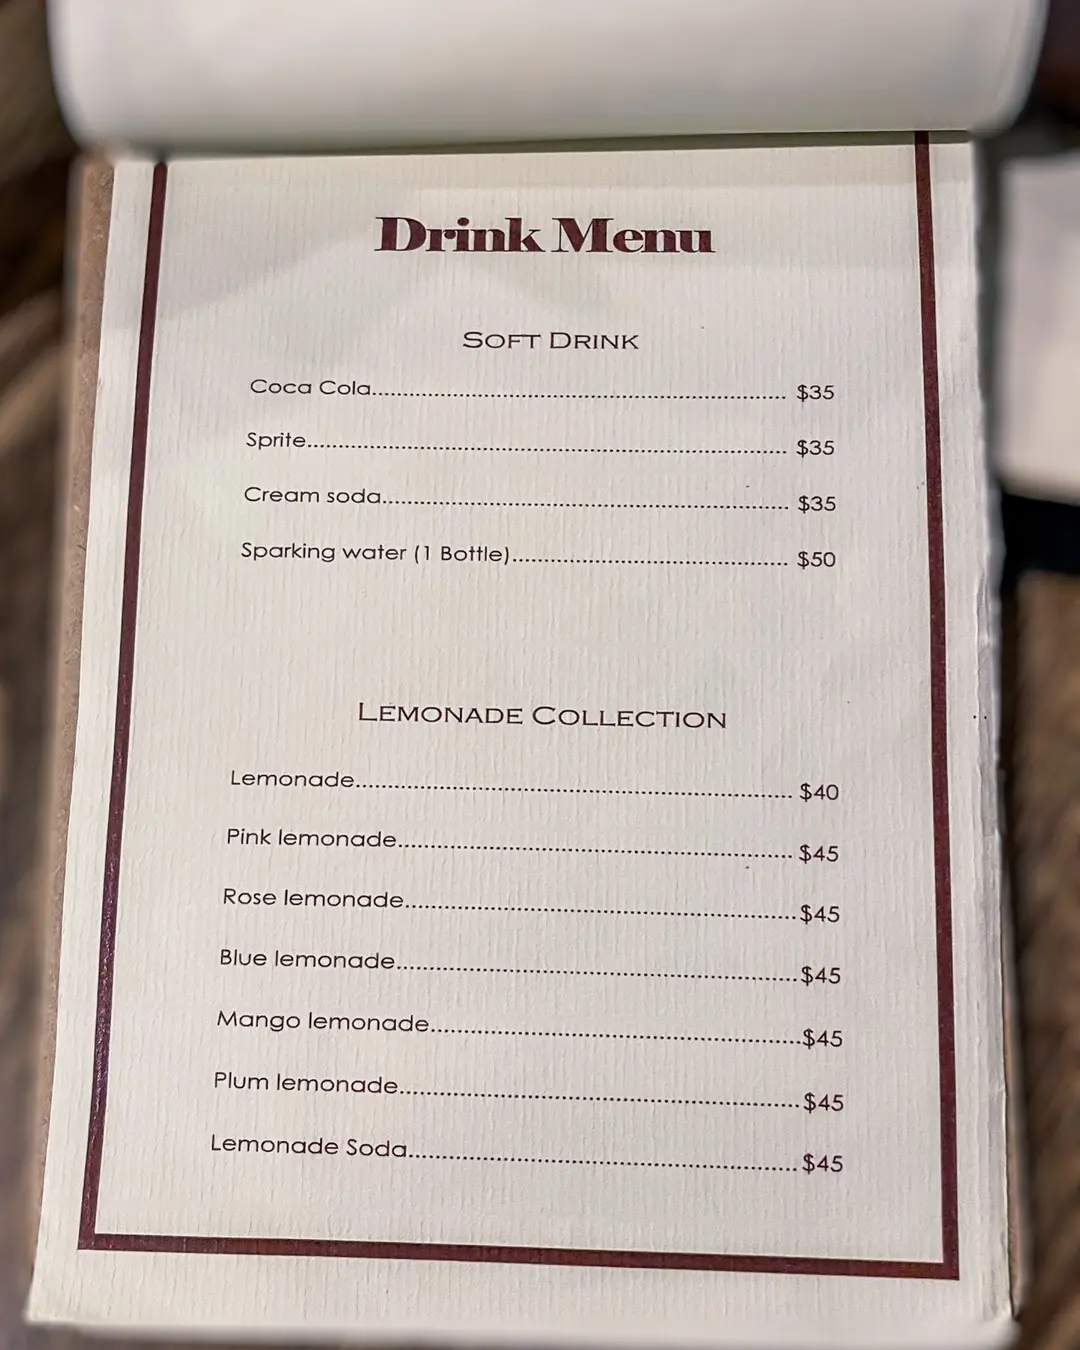 Drink Menu
SOFT DRINK
Coca Cola................................................................ $35
Sprite.......................................................................... $35
Cream soda.............................................................. $35
Sparking water (1 Bottle)........................................... $50
LEMONADE COLLECTION
Lemonade................................................................... $40
Pink lemonade............................................................ $45
Rose lemonade............................................................$45
Blue lemonade.............................................................$45
Mango lemonade........................................................$45
Plum lemonade............................................................$45
Lemonade Soda..........................................................$45